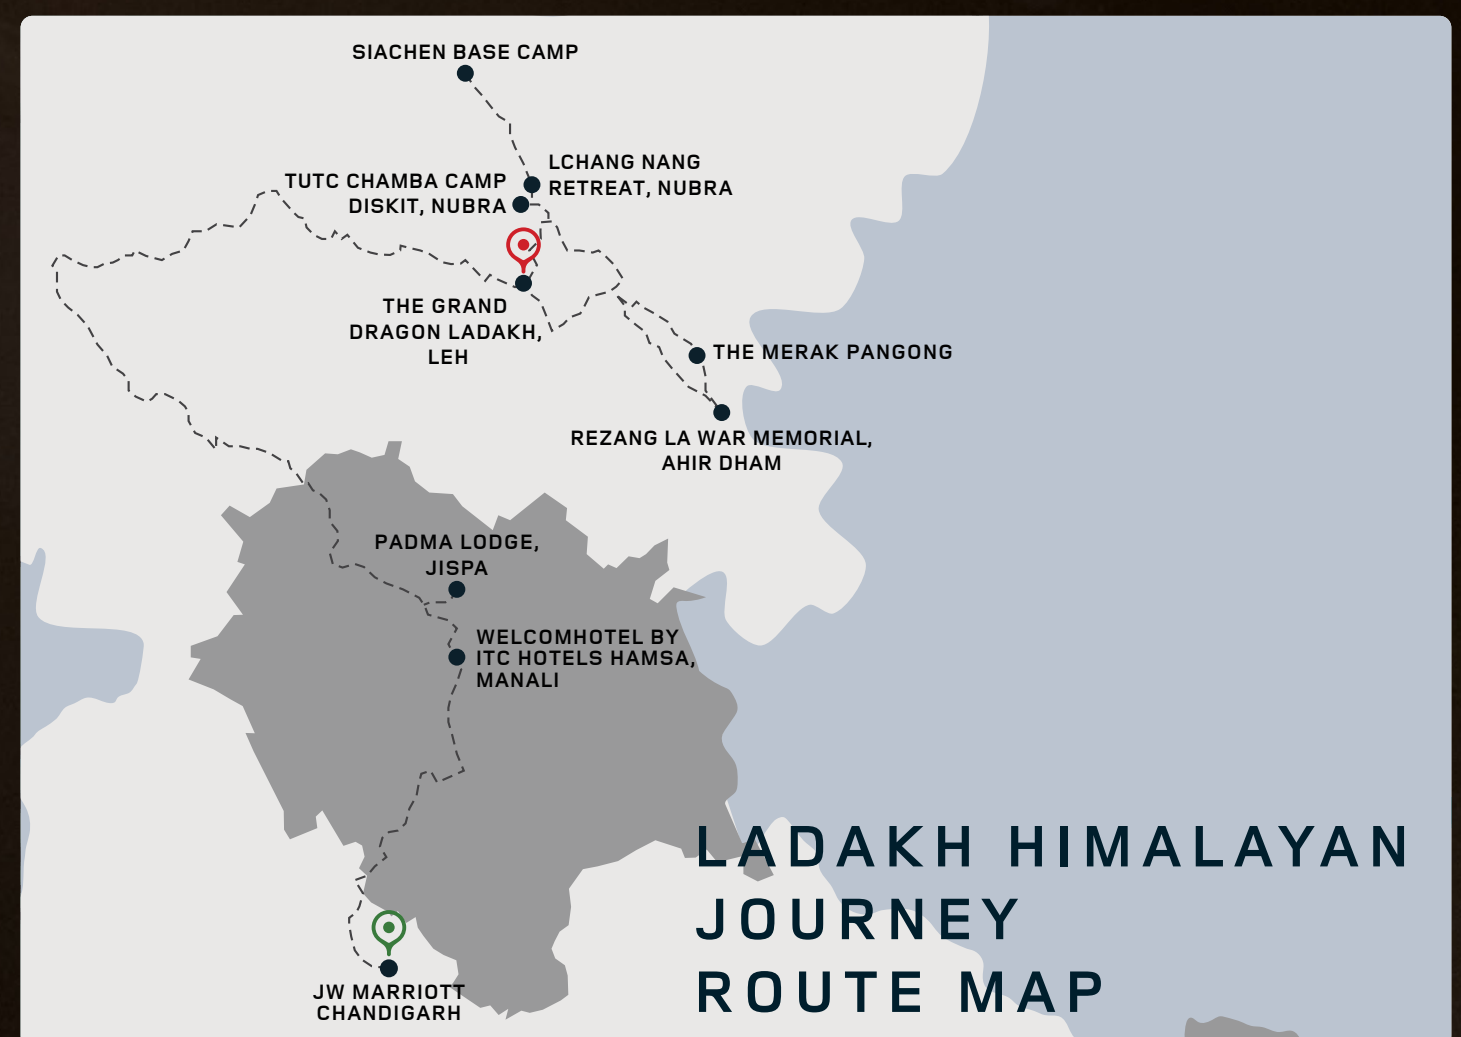 SIACHEN BASE CAMP
LCHANG NANG
RETREAT, NUBRA
TUTC CHAMBA CAMP
DISKIT, NUBRA
THE GRAND
DRAGON LADAKH,
LEH
THE MERAK PANGONG
REZANG LA WAR MEMORIAL,
AHIR DHAM
PADMA LODGE,
JISPA
WELCOMHOTEL BY
ITC HOTELS HAMSA,
MANALI
LADAKH HIMALAYAN
JOURNEY
ROUTE MAP
JW MARRIOTT
CHANDIGARH